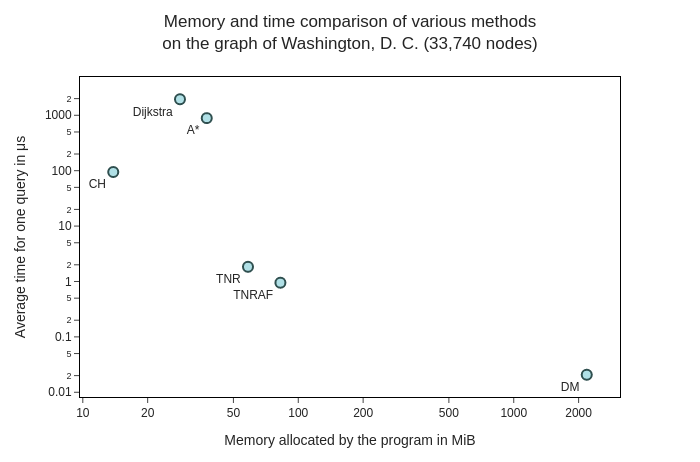 Memory and time comparison of various methods
on the graph of Washington, D. C. (33,740 nodes)
Average time for one query in µs
2
1000
5
2
100
5
2
10
5
2
1
5
2
0.1
5
2
0.01
Dijkstra
A*
CH
TNR
TNRAF
DM
10 20 50 100 200 500 1000 2000
Memory allocated by the program in MiB